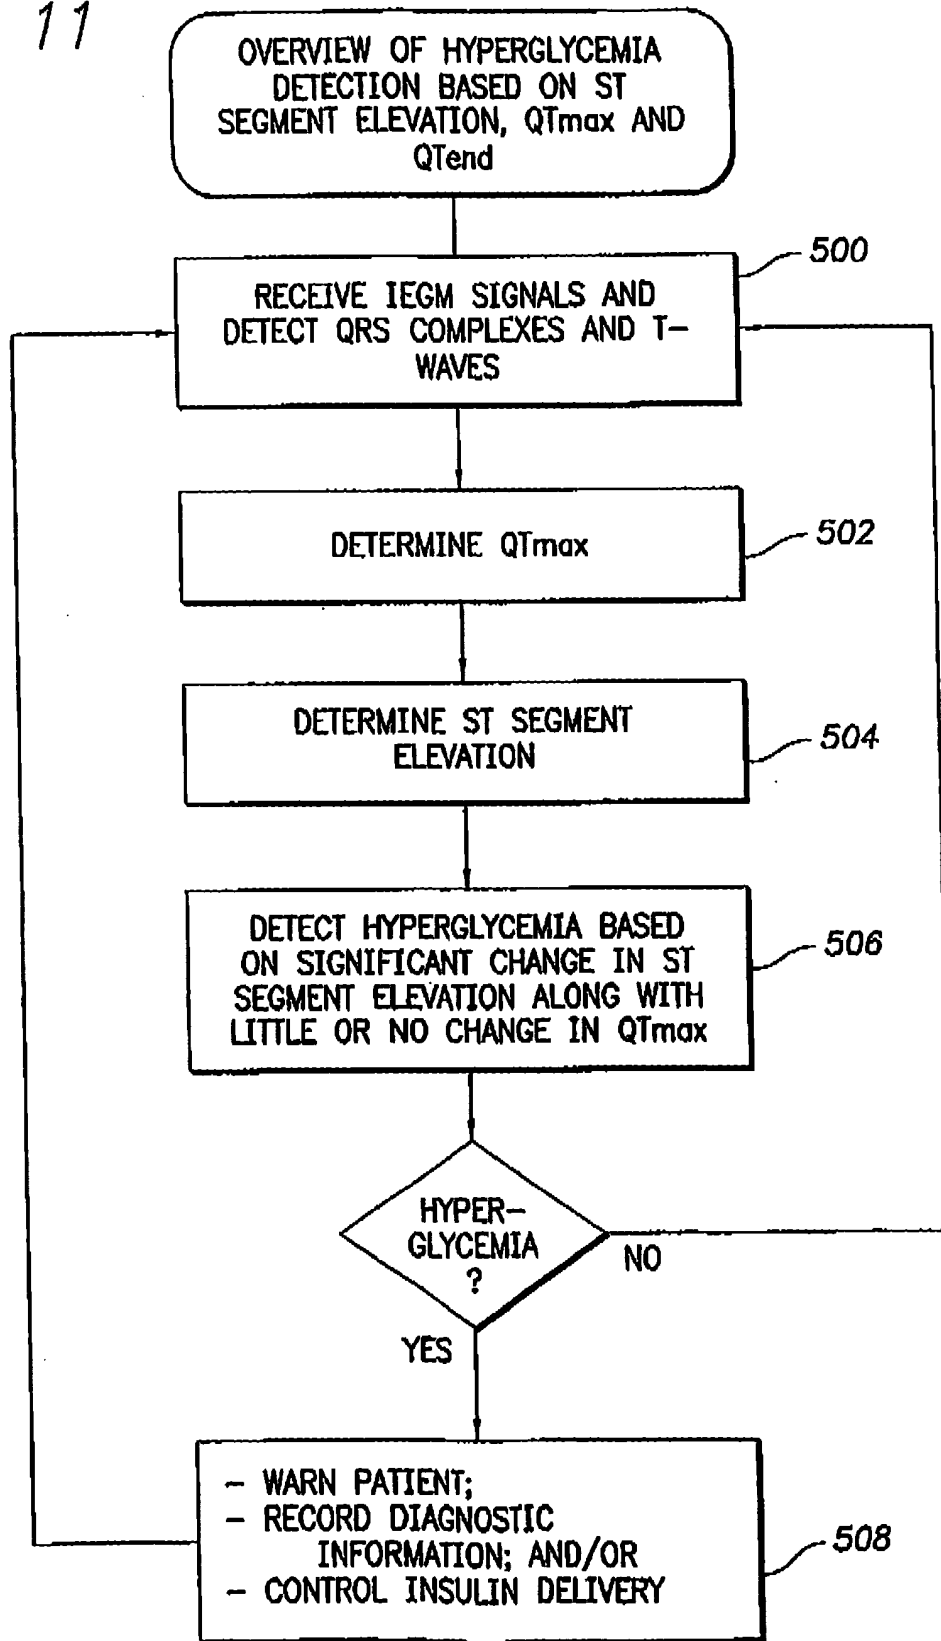 11
OVERVIEW OF HYPERGLYCEMIA
DETECTION BASED ON ST
SEGMENT ELEVATION, QTmax AND
QTend
500
RECEIVE IEGM SIGNALS AND
DETECT QRS COMPLEXES AND T-
WAVES
DETERMINE QTmax
502
DETERMINE ST SEGMENT
ELEVATION
504
DETECT HYPERGLYCEMIA BASED
ON SIGNIFICANT CHANGE IN ST
SEGMENT ELEVATION ALONG WITH
LITTLE OR NO CHANGE IN QTmax
506
HYPER-
GLYCEMIA
?
NO
YES
- WARN PATIENT;
- RECORD DIAGNOSTIC
INFORMATION; AND/OR
- CONTROL INSULIN DELIVERY
508